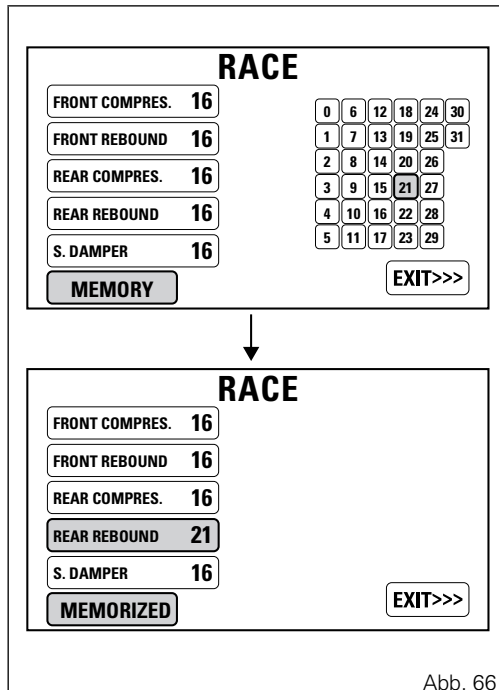 RACE
FRONT COMPRES. 16
FRONT REBOUND 16
REAR COMPRES. 16
REAR REBOUND 16
S. DAMPER 16
MEMORY
0 6 12 18 24 30
1 7 13 19 25 31
2 8 14 20 26
3 9 15 21 27
4 10 16 22 28
5 11 17 23 29
EXIT>>>
RACE
FRONT COMPRES. 16
FRONT REBOUND 16
REAR COMPRES. 16
REAR REBOUND 21
S. DAMPER 16
MEMORIZED
EXIT>>>
Abb. 66